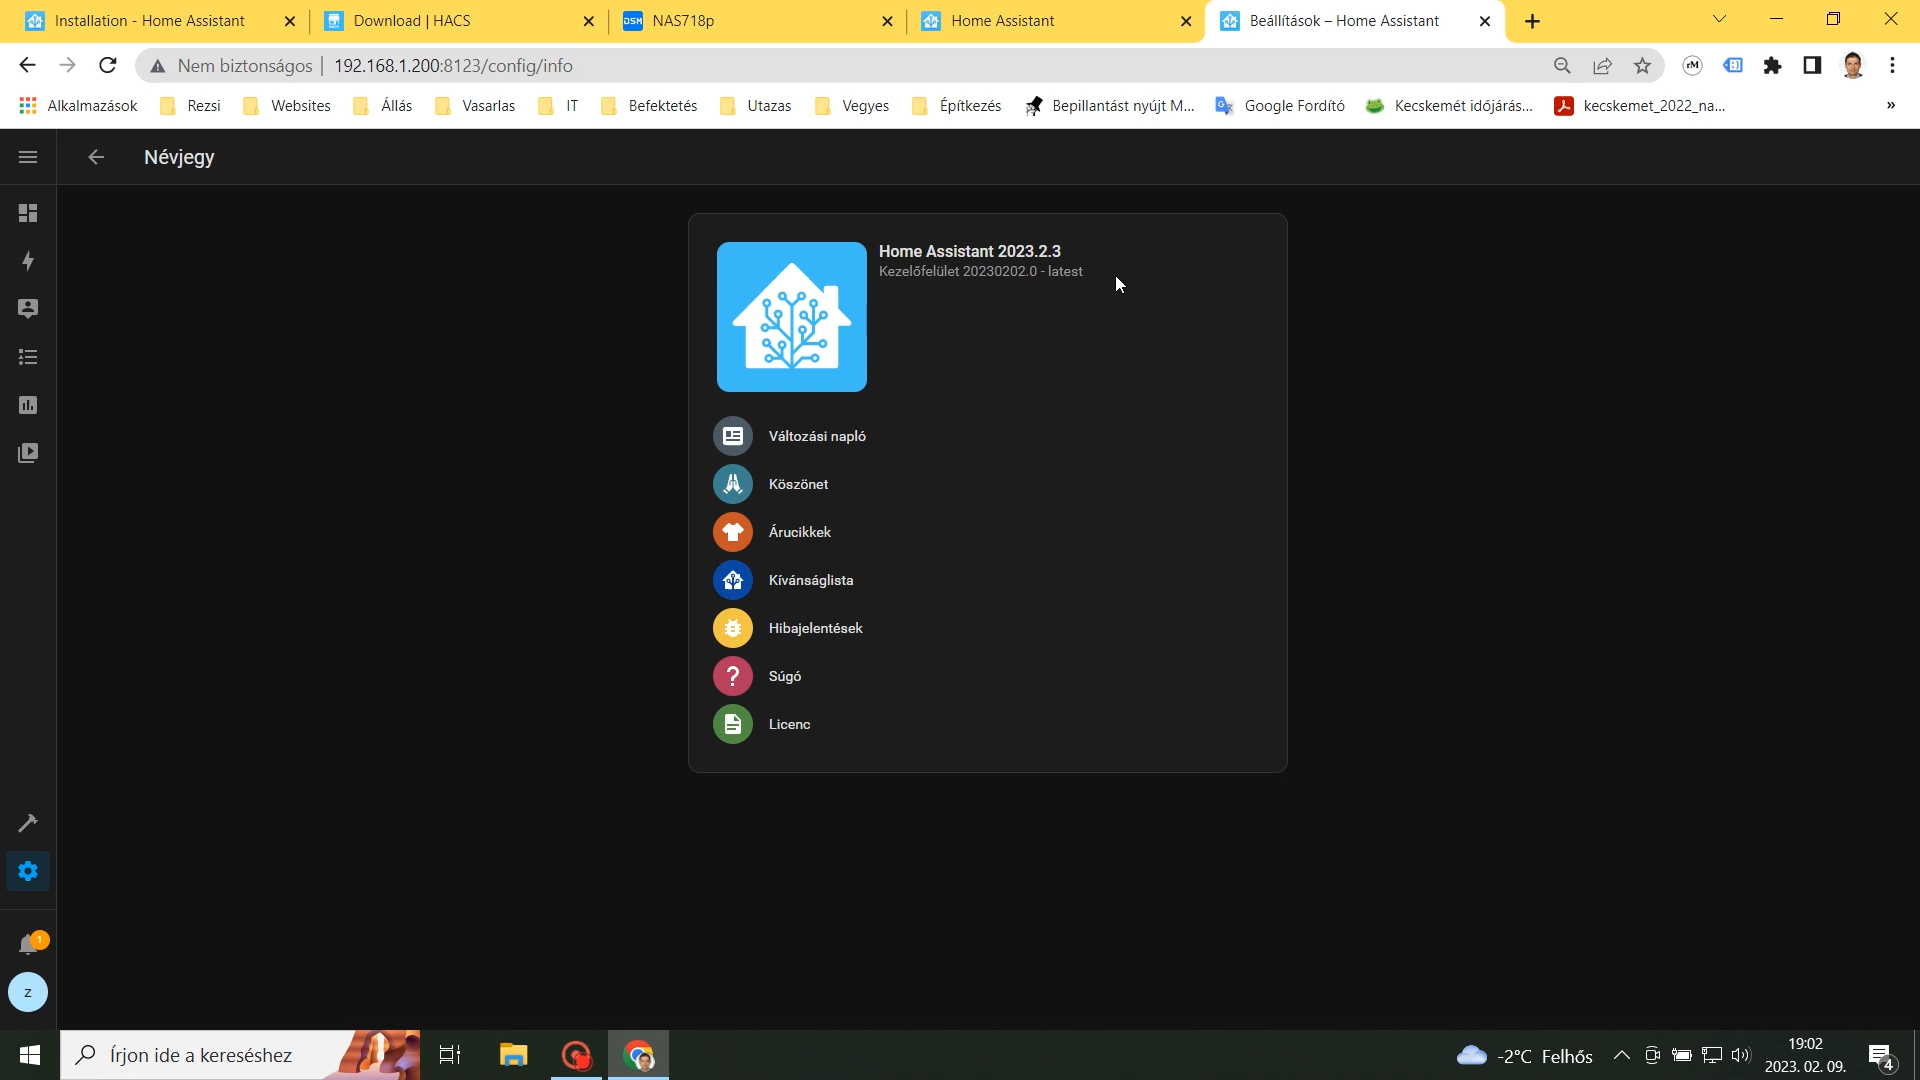 Installation - Home Assistant
Download | HACS
DSM NAS718p
Home Assistant
Beállítások – Home Assistant
Nem biztonságos | 192.168.1.200:8123/config/info
rM
Alkalmazások
Rezsi
Websites
Állás
Vasarlas
IT
Befektetés
Utazas
Vegyes
Építkezés
Bepillantást nyújt M...
Google Fordító
Kecskemét időjárás...
kecskemet_2022_na...
»
Névjegy
Home Assistant 2023.2.3
Kezelőfelület 20230202.0 - latest
Változási napló
Köszönet
Árucikkek
Kívánságlista
Hibajelentések
Súgó
Licenc
1
z
Írjon ide a kereséshez
-2°C Felhős
19:02
2023. 02. 09.
4